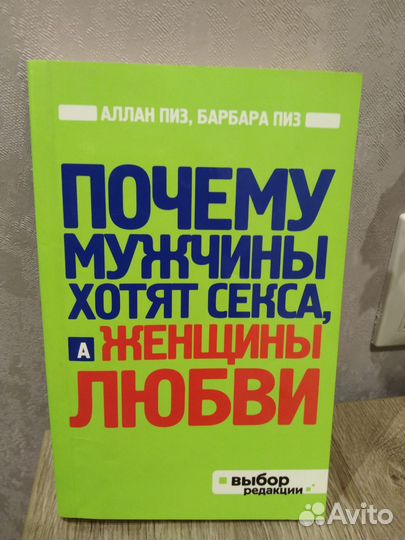 АЛЛАН ПИЗ, БАРБАРА ПИЗ
ПОЧЕМУ
МУЖЧИНЫ
ХОТЯТ СЕКСА,
А ЖЕНЩИНЫ
ЛЮБВИ
выбор
редакции
Avito